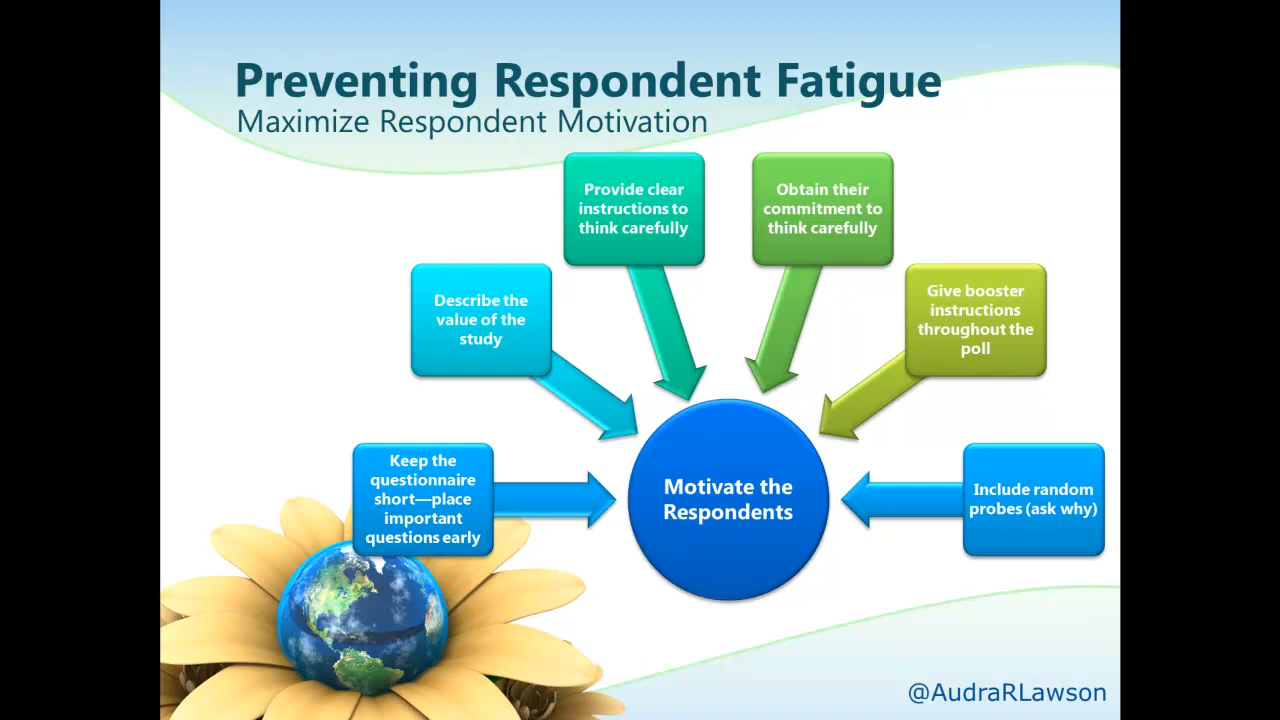 Preventing Respondent Fatigue
Maximize Respondent Motivation
Keep the
questionnaire
short—place
important
questions early
Describe the
value of the
study
Provide clear
instructions to
think carefully
Obtain their
commitment to
think carefully
Give booster
instructions
throughout the
poll
Include random
probes (ask why)
Motivate the
Respondents
@AudraRLawson